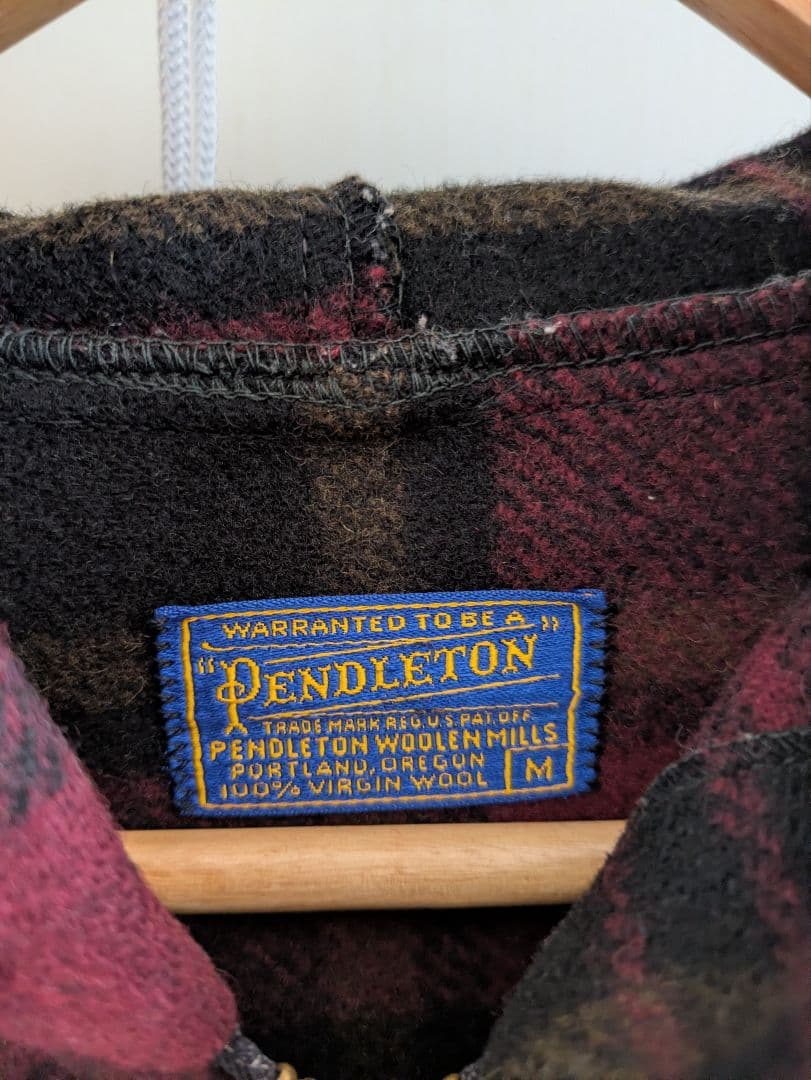 WARRANTED TO BE A
"PENDLETON"
TRADE MARK REG. U.S. PAT. OFF.
PENDLETON WOOLEN MILLS
PORTLAND, OREGON
100% VIRGIN WOOL
M